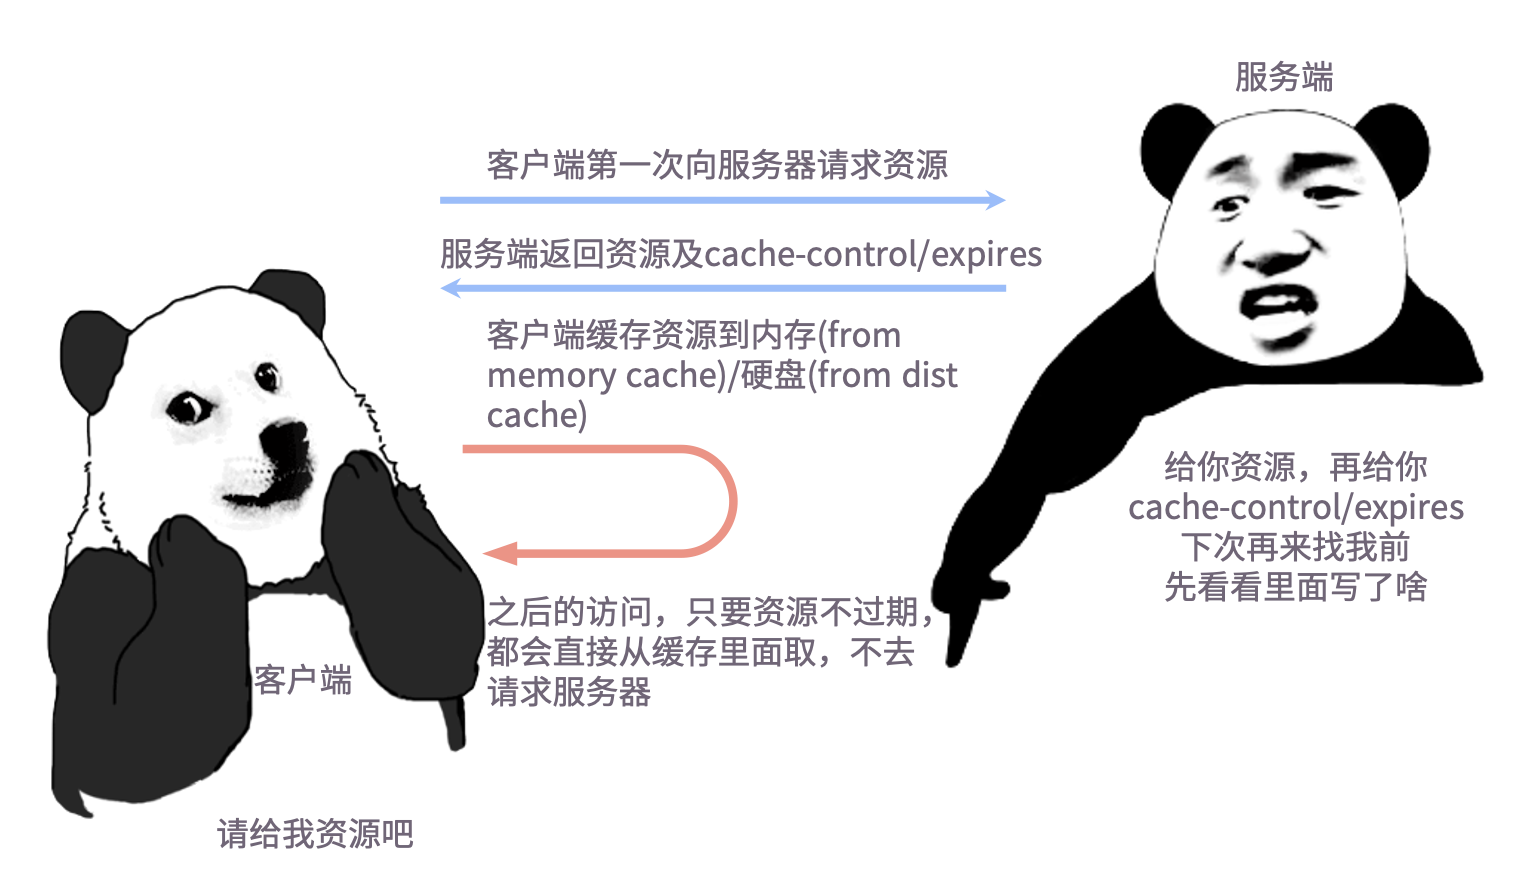 服务端
客户端第一次向服务器请求资源
服务端返回资源及cache-control/expires
客户端缓存资源到内存(from
memory cache)/硬盘(from dist
cache)
给你资源，再给你
cache-control/expires
下次再来找我前
先看看里面写了啥
之后的访问，只要资源不过期，
都会直接从缓存里面取，不去
请求服务器
客户端
请给我资源吧